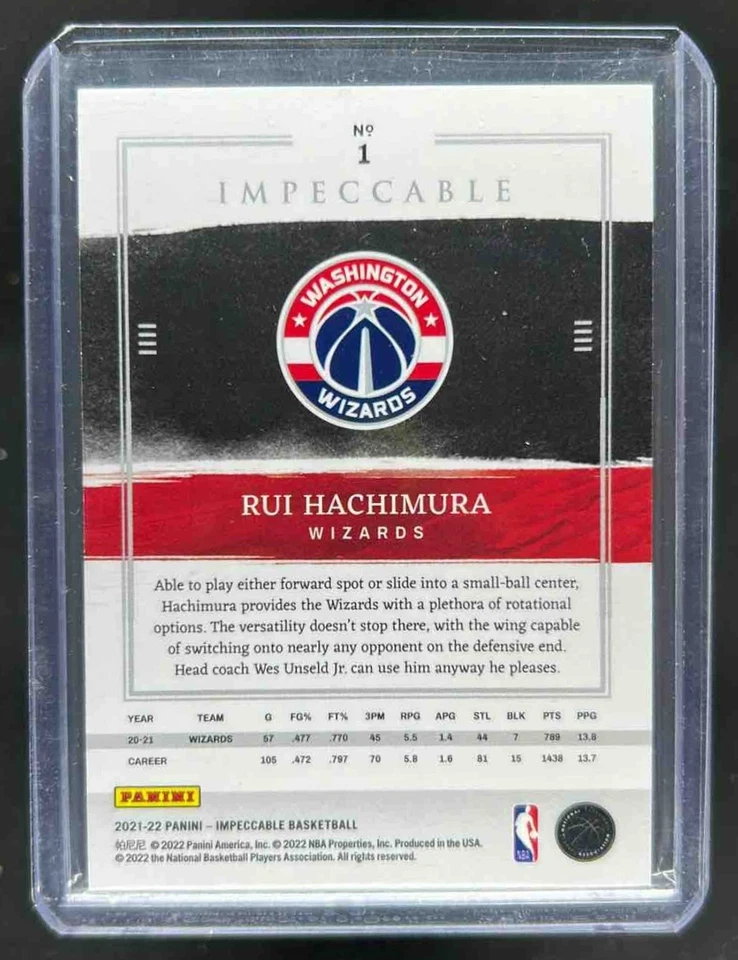 Nº
1
IMPECCABLE
WASHINGTON
WIZARDS
RUI HACHIMURA
WIZARDS
Able to play either forward spot or slide into a small-ball center,
Hachimura provides the Wizards with a plethora of rotational
options. The versatility doesn't stop there, with the wing capable
of switching onto nearly any opponent on the defensive end.
Head coach Wes Unseld Jr. can use him anyway he pleases.
YEAR TEAM G FG% FT% 3PM RPG APG STL BLK PTS PPG
20-21 WIZARDS 57 .477 .770 45 5.5 1.4 44 7 789 13.8
CAREER 105 .472 .797 70 5.8 1.6 81 15 1438 13.7
PANINI
2021-22 PANINI – IMPECCABLE BASKETBALL
帕尼尼 © 2022 Panini America, Inc. © 2022 NBA Properties, Inc. Produced in the USA.
© 2022 the National Basketball Players Association. All rights reserved.
NBA